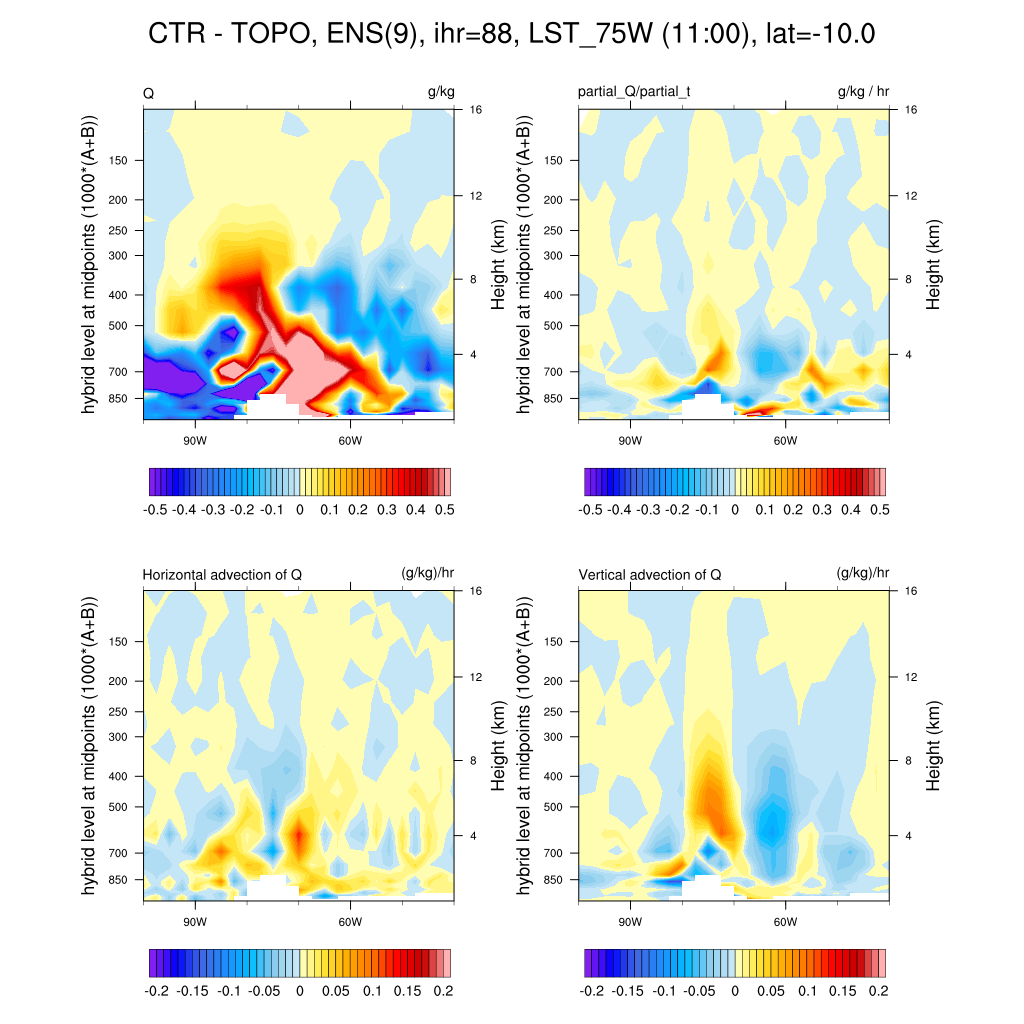 CTR - TOPO, ENS(9), ihr=88, LST_75W (11:00), lat=-10.0
Q g/kg
hybrid level at midpoints (1000*(A+B))
150
200
250
300
400
500
700
850
16
12
8
4
Height (km)
90W 60W
-0.5 -0.4 -0.3 -0.2 -0.1 0 0.1 0.2 0.3 0.4 0.5
partial_Q/partial_t g/kg / hr
hybrid level at midpoints (1000*(A+B))
150
200
250
300
400
500
700
850
16
12
8
4
Height (km)
90W 60W
-0.5 -0.4 -0.3 -0.2 -0.1 0 0.1 0.2 0.3 0.4 0.5
Horizontal advection of Q (g/kg)/hr
hybrid level at midpoints (1000*(A+B))
150
200
250
300
400
500
700
850
16
12
8
4
Height (km)
90W 60W
-0.2 -0.15 -0.1 -0.05 0 0.05 0.1 0.15 0.2
Vertical advection of Q (g/kg)/hr
hybrid level at midpoints (1000*(A+B))
150
200
250
300
400
500
700
850
16
12
8
4
Height (km)
90W 60W
-0.2 -0.15 -0.1 -0.05 0 0.05 0.1 0.15 0.2